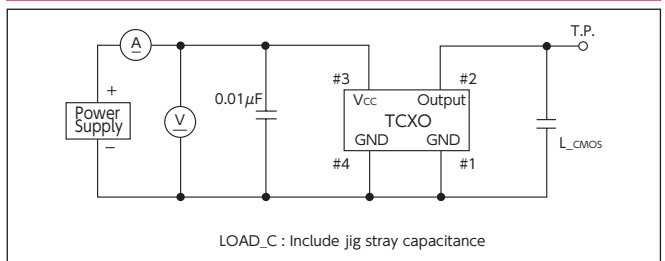 T.P.
A
#3
#2
+
0.01μF
Vcc
Output
Power
Supply
V
TCXO
L_CMOS
GND
GND
–
#4
#1
LOAD_C : Include jig stray capacitance